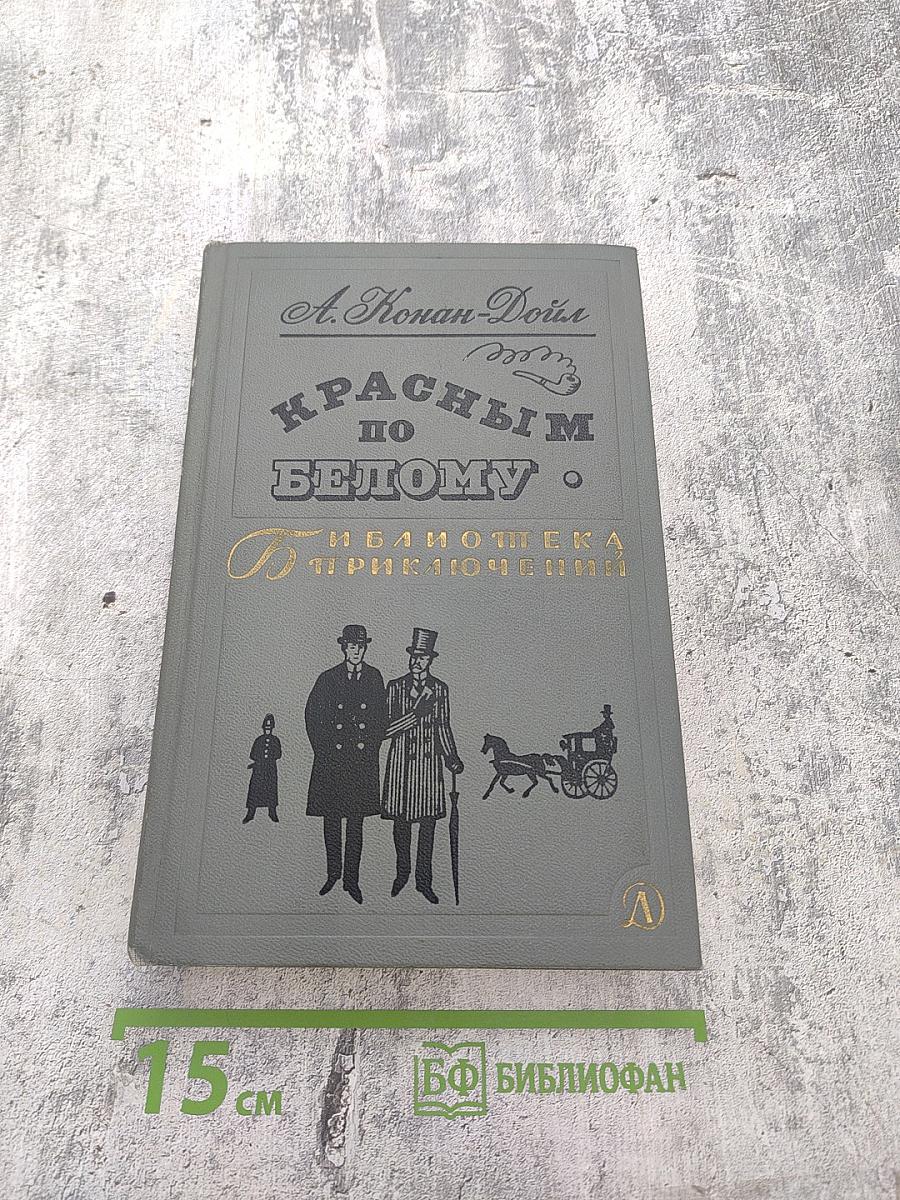 А. Конан-Дойл
КРАСНЫМ
ПО
БЕЛОМУ •
БИБЛИОТЕКА
ПРИКЛЮЧЕНИЙ
Л
15 см
БФ БИБЛИОФАН